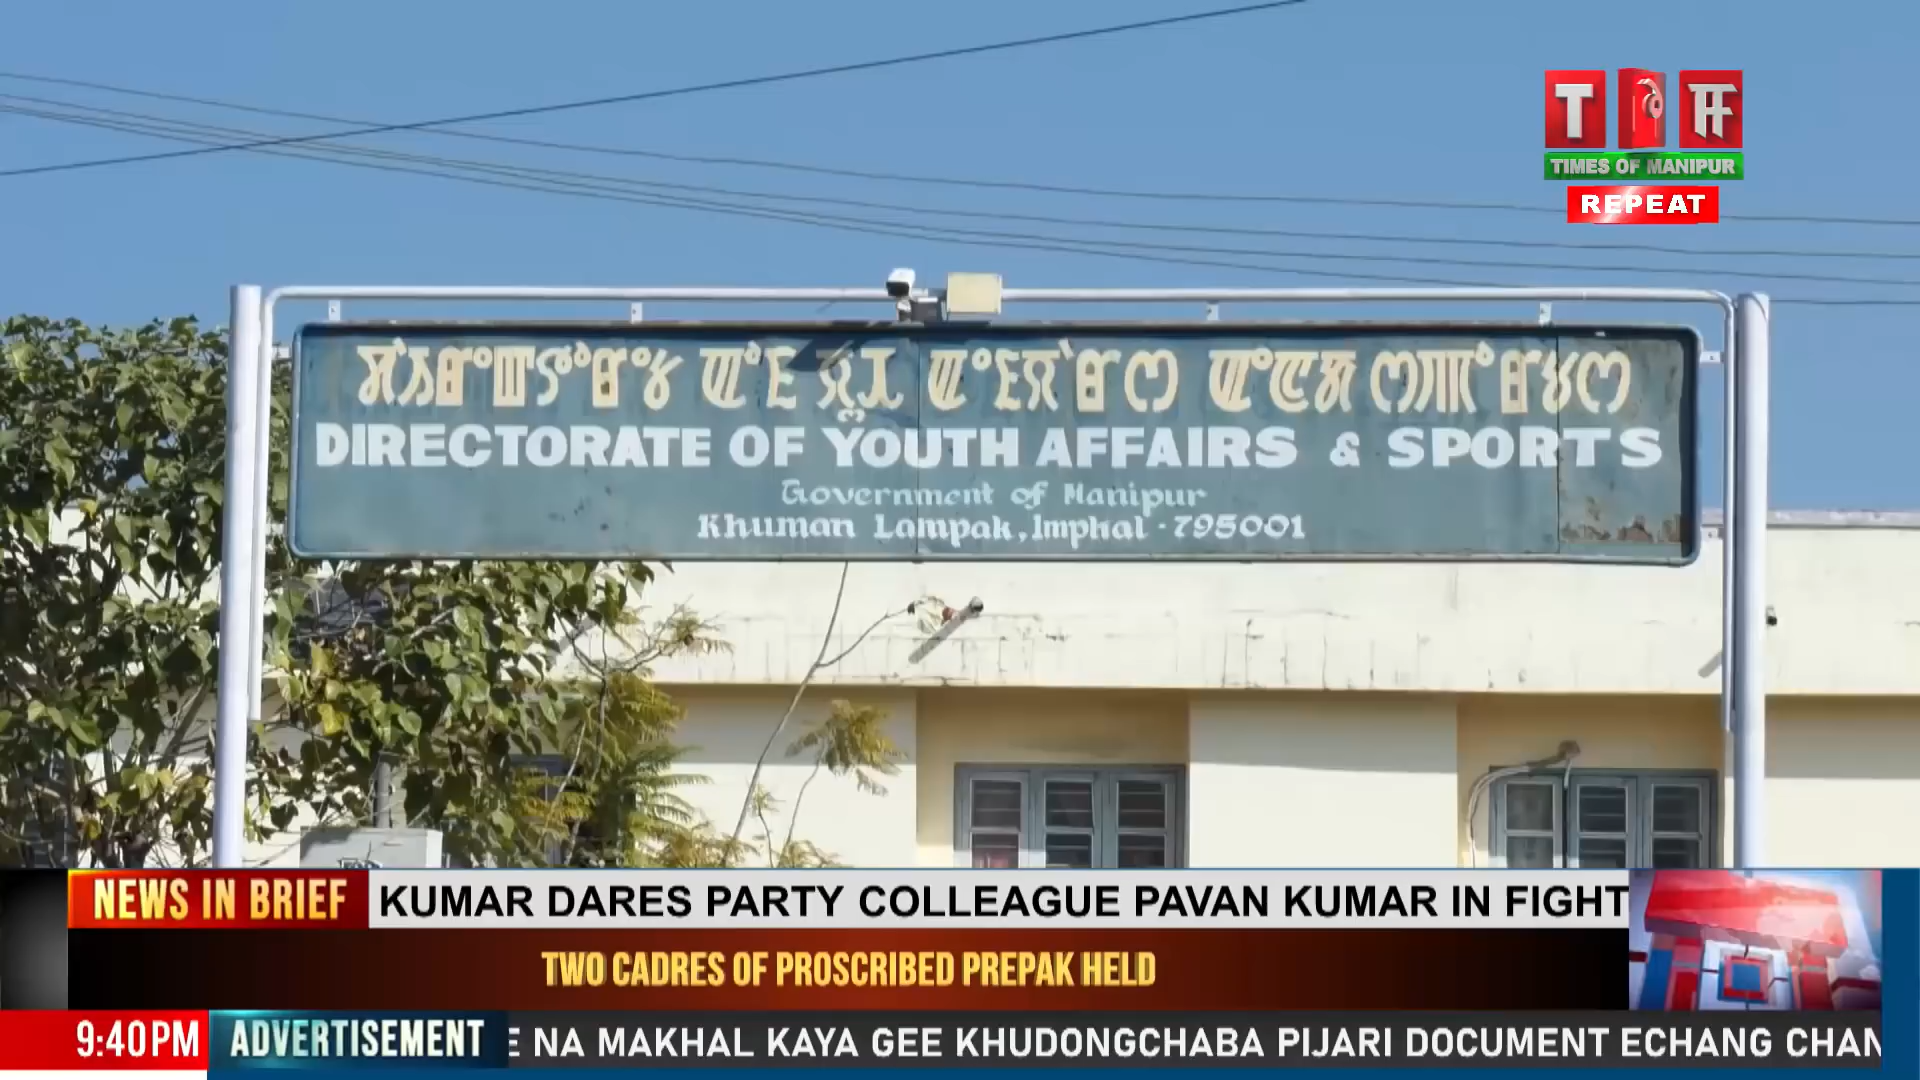 TIMES OF MANIPUR
REPEAT
DIRECTORATE OF YOUTH AFFAIRS & SPORTS
Government of Manipur
Khuman Lampak, Imphal - 795001
NEWS IN BRIEF
KUMAR DARES PARTY COLLEAGUE PAVAN KUMAR IN FIGHT
TWO CADRES OF PROSCRIBED PREPAK HELD
9:40PM
ADVERTISEMENT
NA MAKHAL KAYA GEE KHUDONGCHABA PIJARI DOCUMENT ECHANG